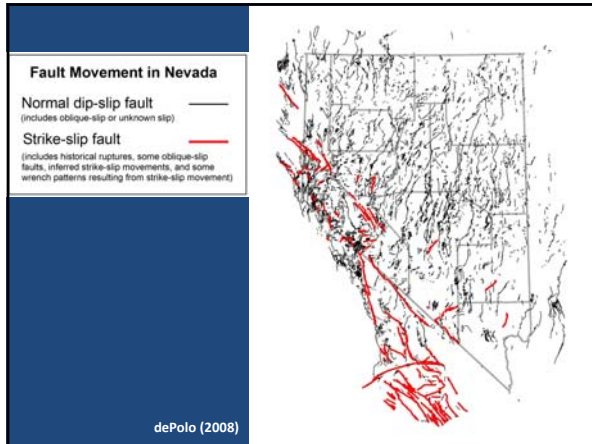 Fault Movement in Nevada
Normal dip-slip fault
(includes oblique-slip or unknown slip)
Strike-slip fault
(includes historical ruptures, some oblique-slip
faults, inferred strike-slip movements, and some
wrench patterns resulting from strike-slip movement)
dePolo (2008)